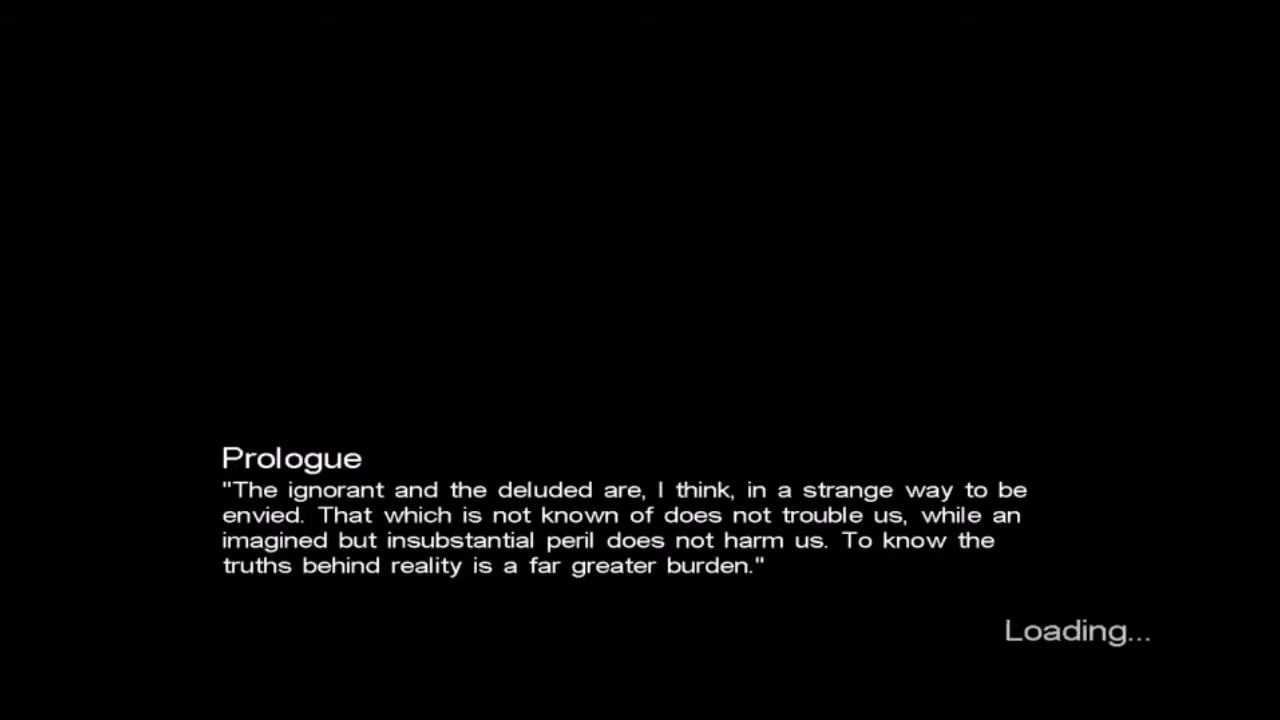 Prologue
"The ignorant and the deluded are, I think, in a strange way to be
envied. That which is not known of does not trouble us, while an
imagined but insubstantial peril does not harm us. To know the
truths behind reality is a far greater burden."
Loading...